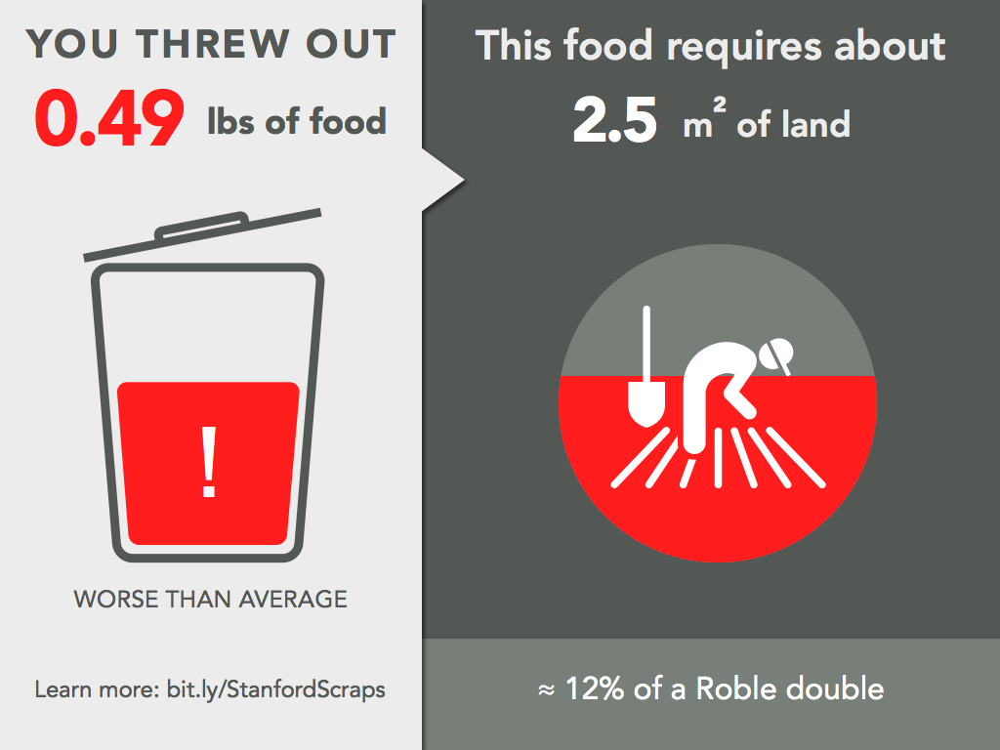 YOU THREW OUT
0.49 lbs of food
!
WORSE THAN AVERAGE
Learn more: bit.ly/StanfordScraps
This food requires about
2.5 m² of land
≈ 12% of a Roble double